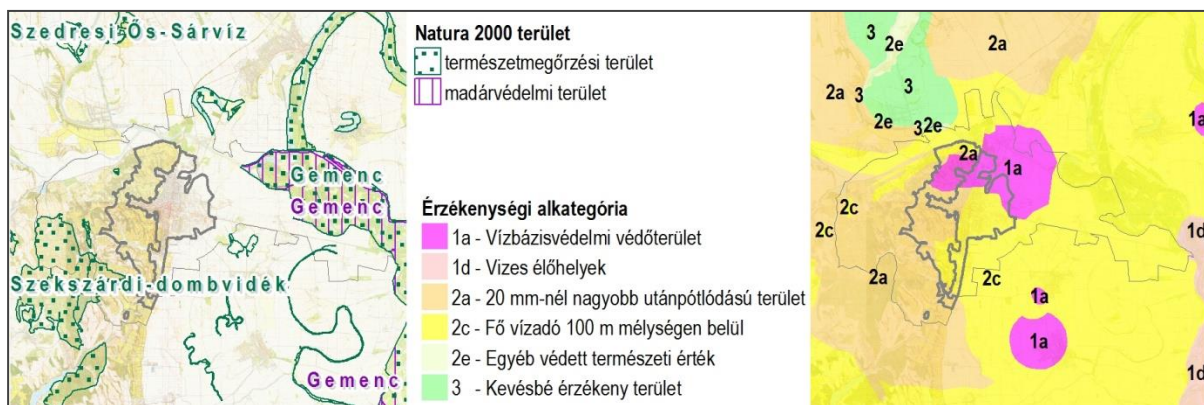 Szedresi Ős-Sárvíz
Gemenc
Gemenc
Szekszárdi-dombvidék
Gemenc
Natura 2000 terület
természetmegőrzési terület
madárvédelmi terület
Érzékenységi alkategória
1a - Vízbázisvédelmi védőterület
1d - Vizes élőhelyek
2a - 20 mm-nél nagyobb utánpótlódású terület
2c - Fő vízadó 100 m mélységen belül
2e - Egyéb védett természeti érték
3 - Kevésbé érzékeny terület
3
2e
2a
3
2a
3
2e
3
2e
1a
2a
1a
2c
1d
2c
2a
2c
1a
1a
1d